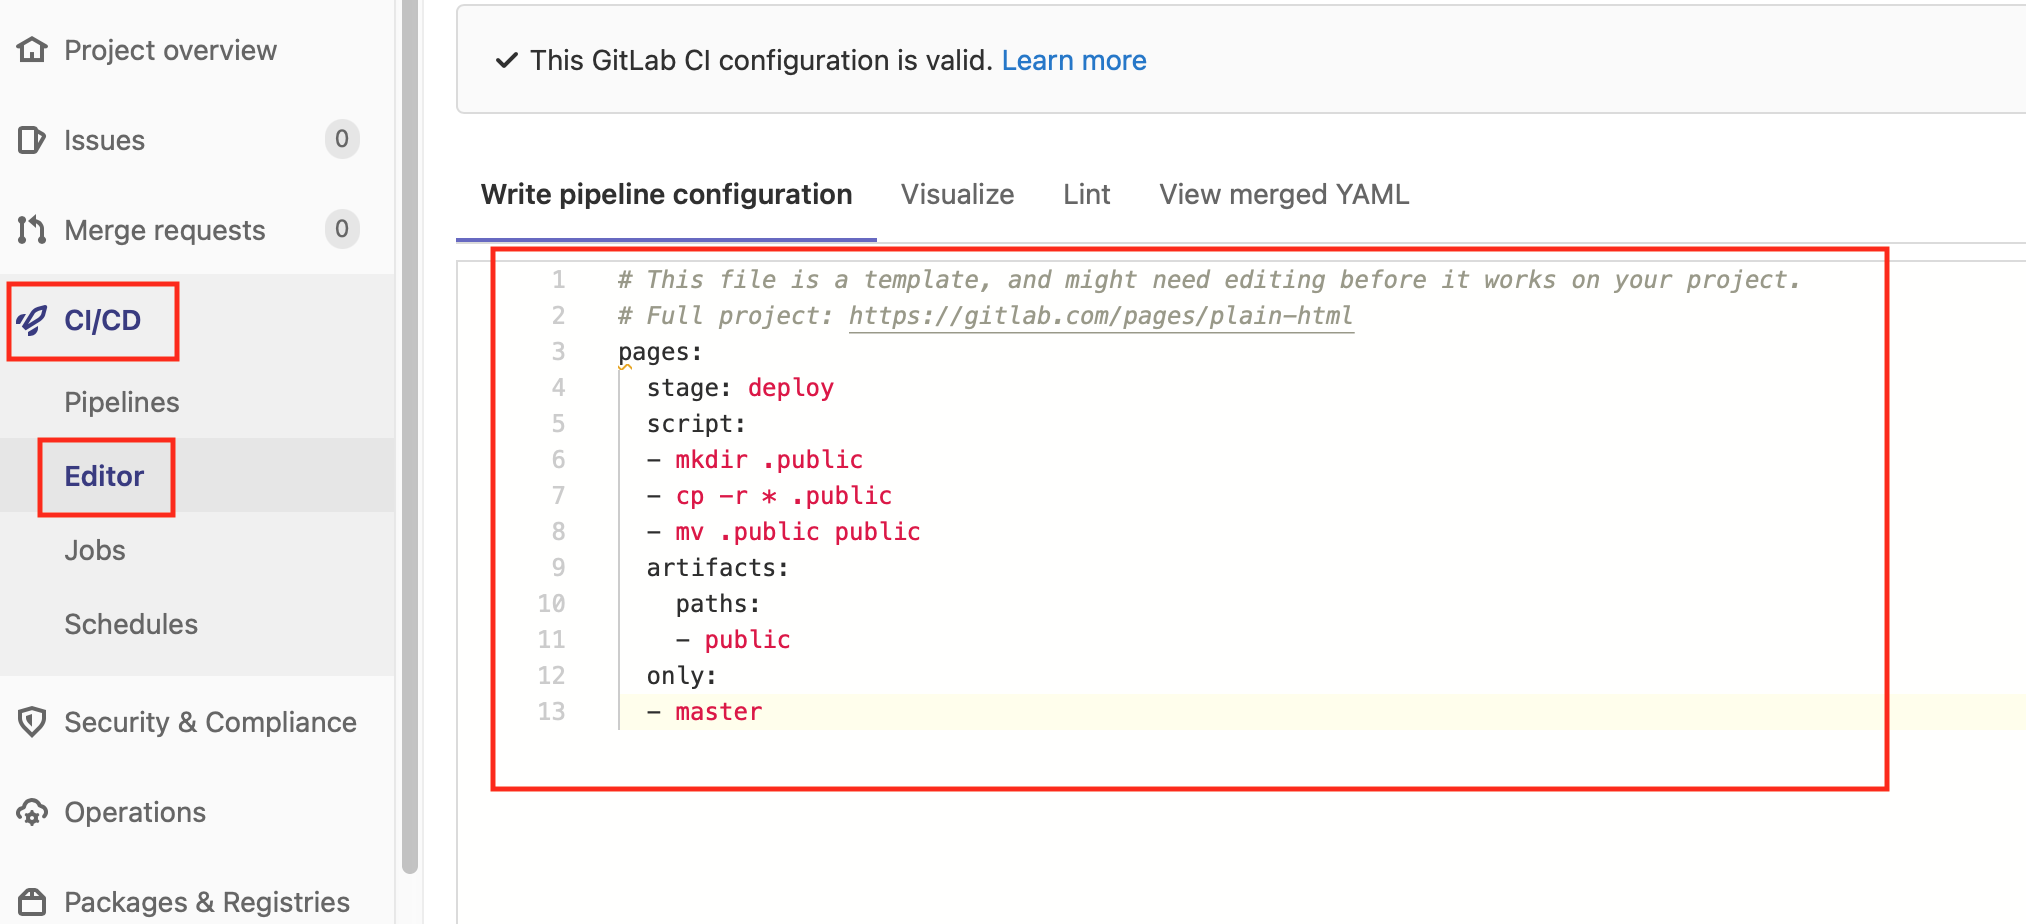 Project overview
Issues 0
Merge requests 0
CI/CD
Pipelines
Editor
Jobs
Schedules
Security & Compliance
Operations
Packages & Registries
This GitLab CI configuration is valid. Learn more
Write pipeline configuration Visualize Lint View merged YAML
1 # This file is a template, and might need editing before it works on your project.
2 # Full project: https://gitlab.com/pages/plain-html
3 pages:
4   stage: deploy
5   script:
6   - mkdir .public
7   - cp -r * .public
8   - mv .public public
9   artifacts:
10     paths:
11     - public
12   only:
13   - master